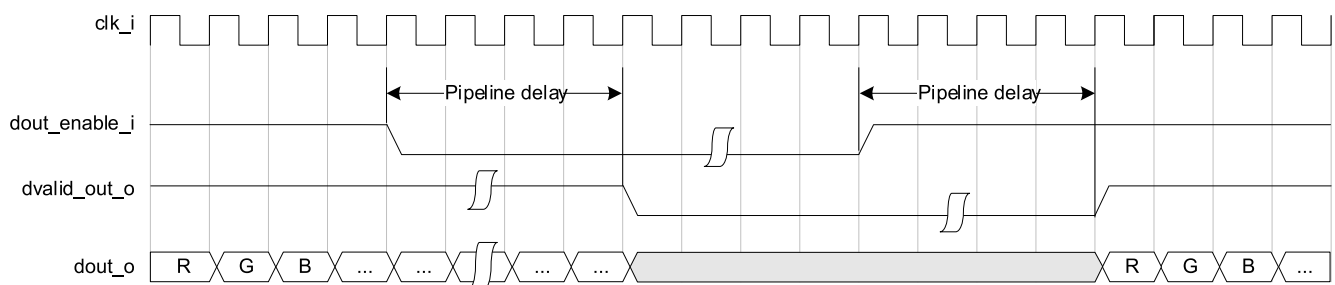 clk_i
Pipeline delay Pipeline delay
dout_enable_i
dvalid_out_o
dout_o R G B ... ... ... ... R G B ...